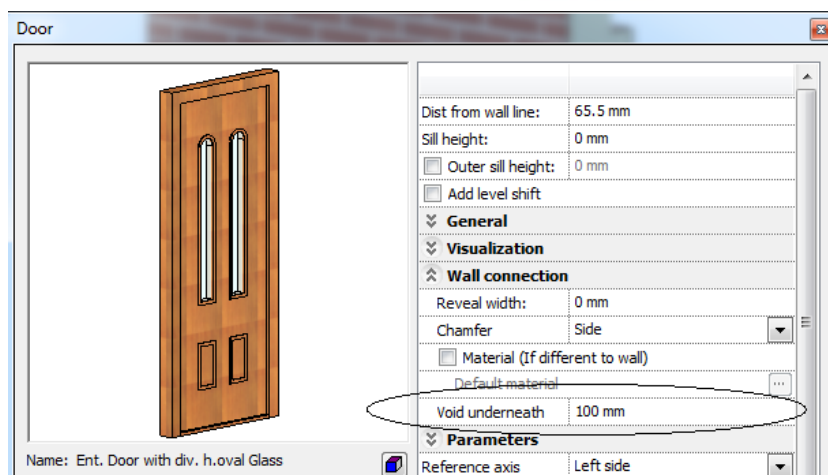 Door
Dist from wall line: 65.5 mm
Sill height: 0 mm
Outer sill height: 0 mm
Add level shift
General
Visualization
Wall connection
Reveal width: 0 mm
Chamfer Side
Material (If different to wall)
Default material ...
Void underneath 100 mm
Parameters
Name: Ent. Door with div. h.oval Glass
Reference axis Left side